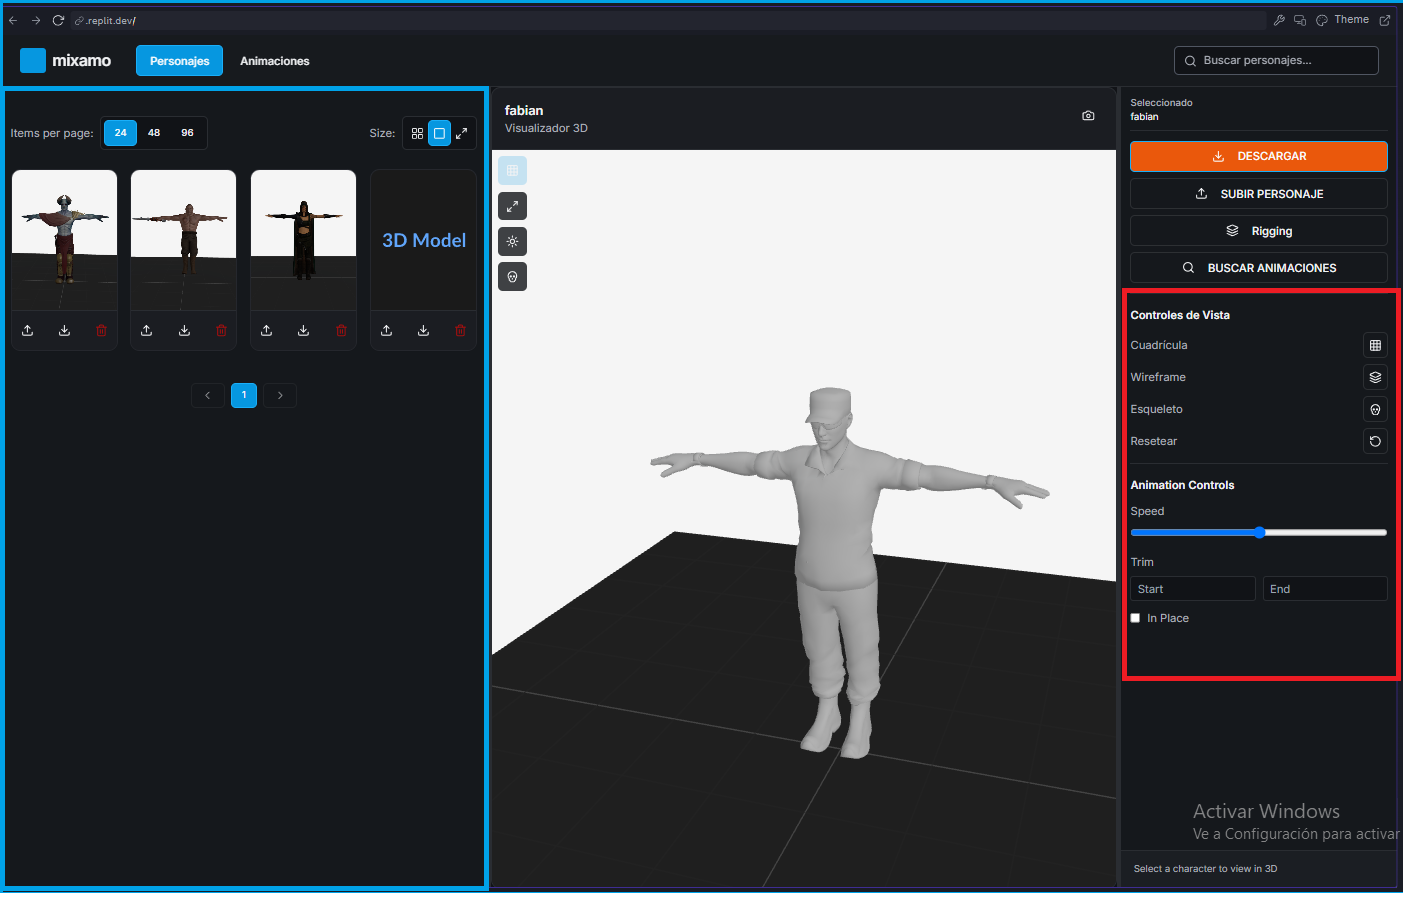 .replit.dev/
Theme
mixamo
Personajes
Animaciones
Buscar personajes...
Items per page:
24
48
96
Size:
3D Model
1
fabian
Visualizador 3D
Seleccionado
fabian
DESCARGAR
SUBIR PERSONAJE
Rigging
BUSCAR ANIMACIONES
Controles de Vista
Cuadrícula
Wireframe
Esqueleto
Resetear
Animation Controls
Speed
Trim
Start
End
In Place
Activar Windows
Ve a Configuración para activar
Select a character to view in 3D